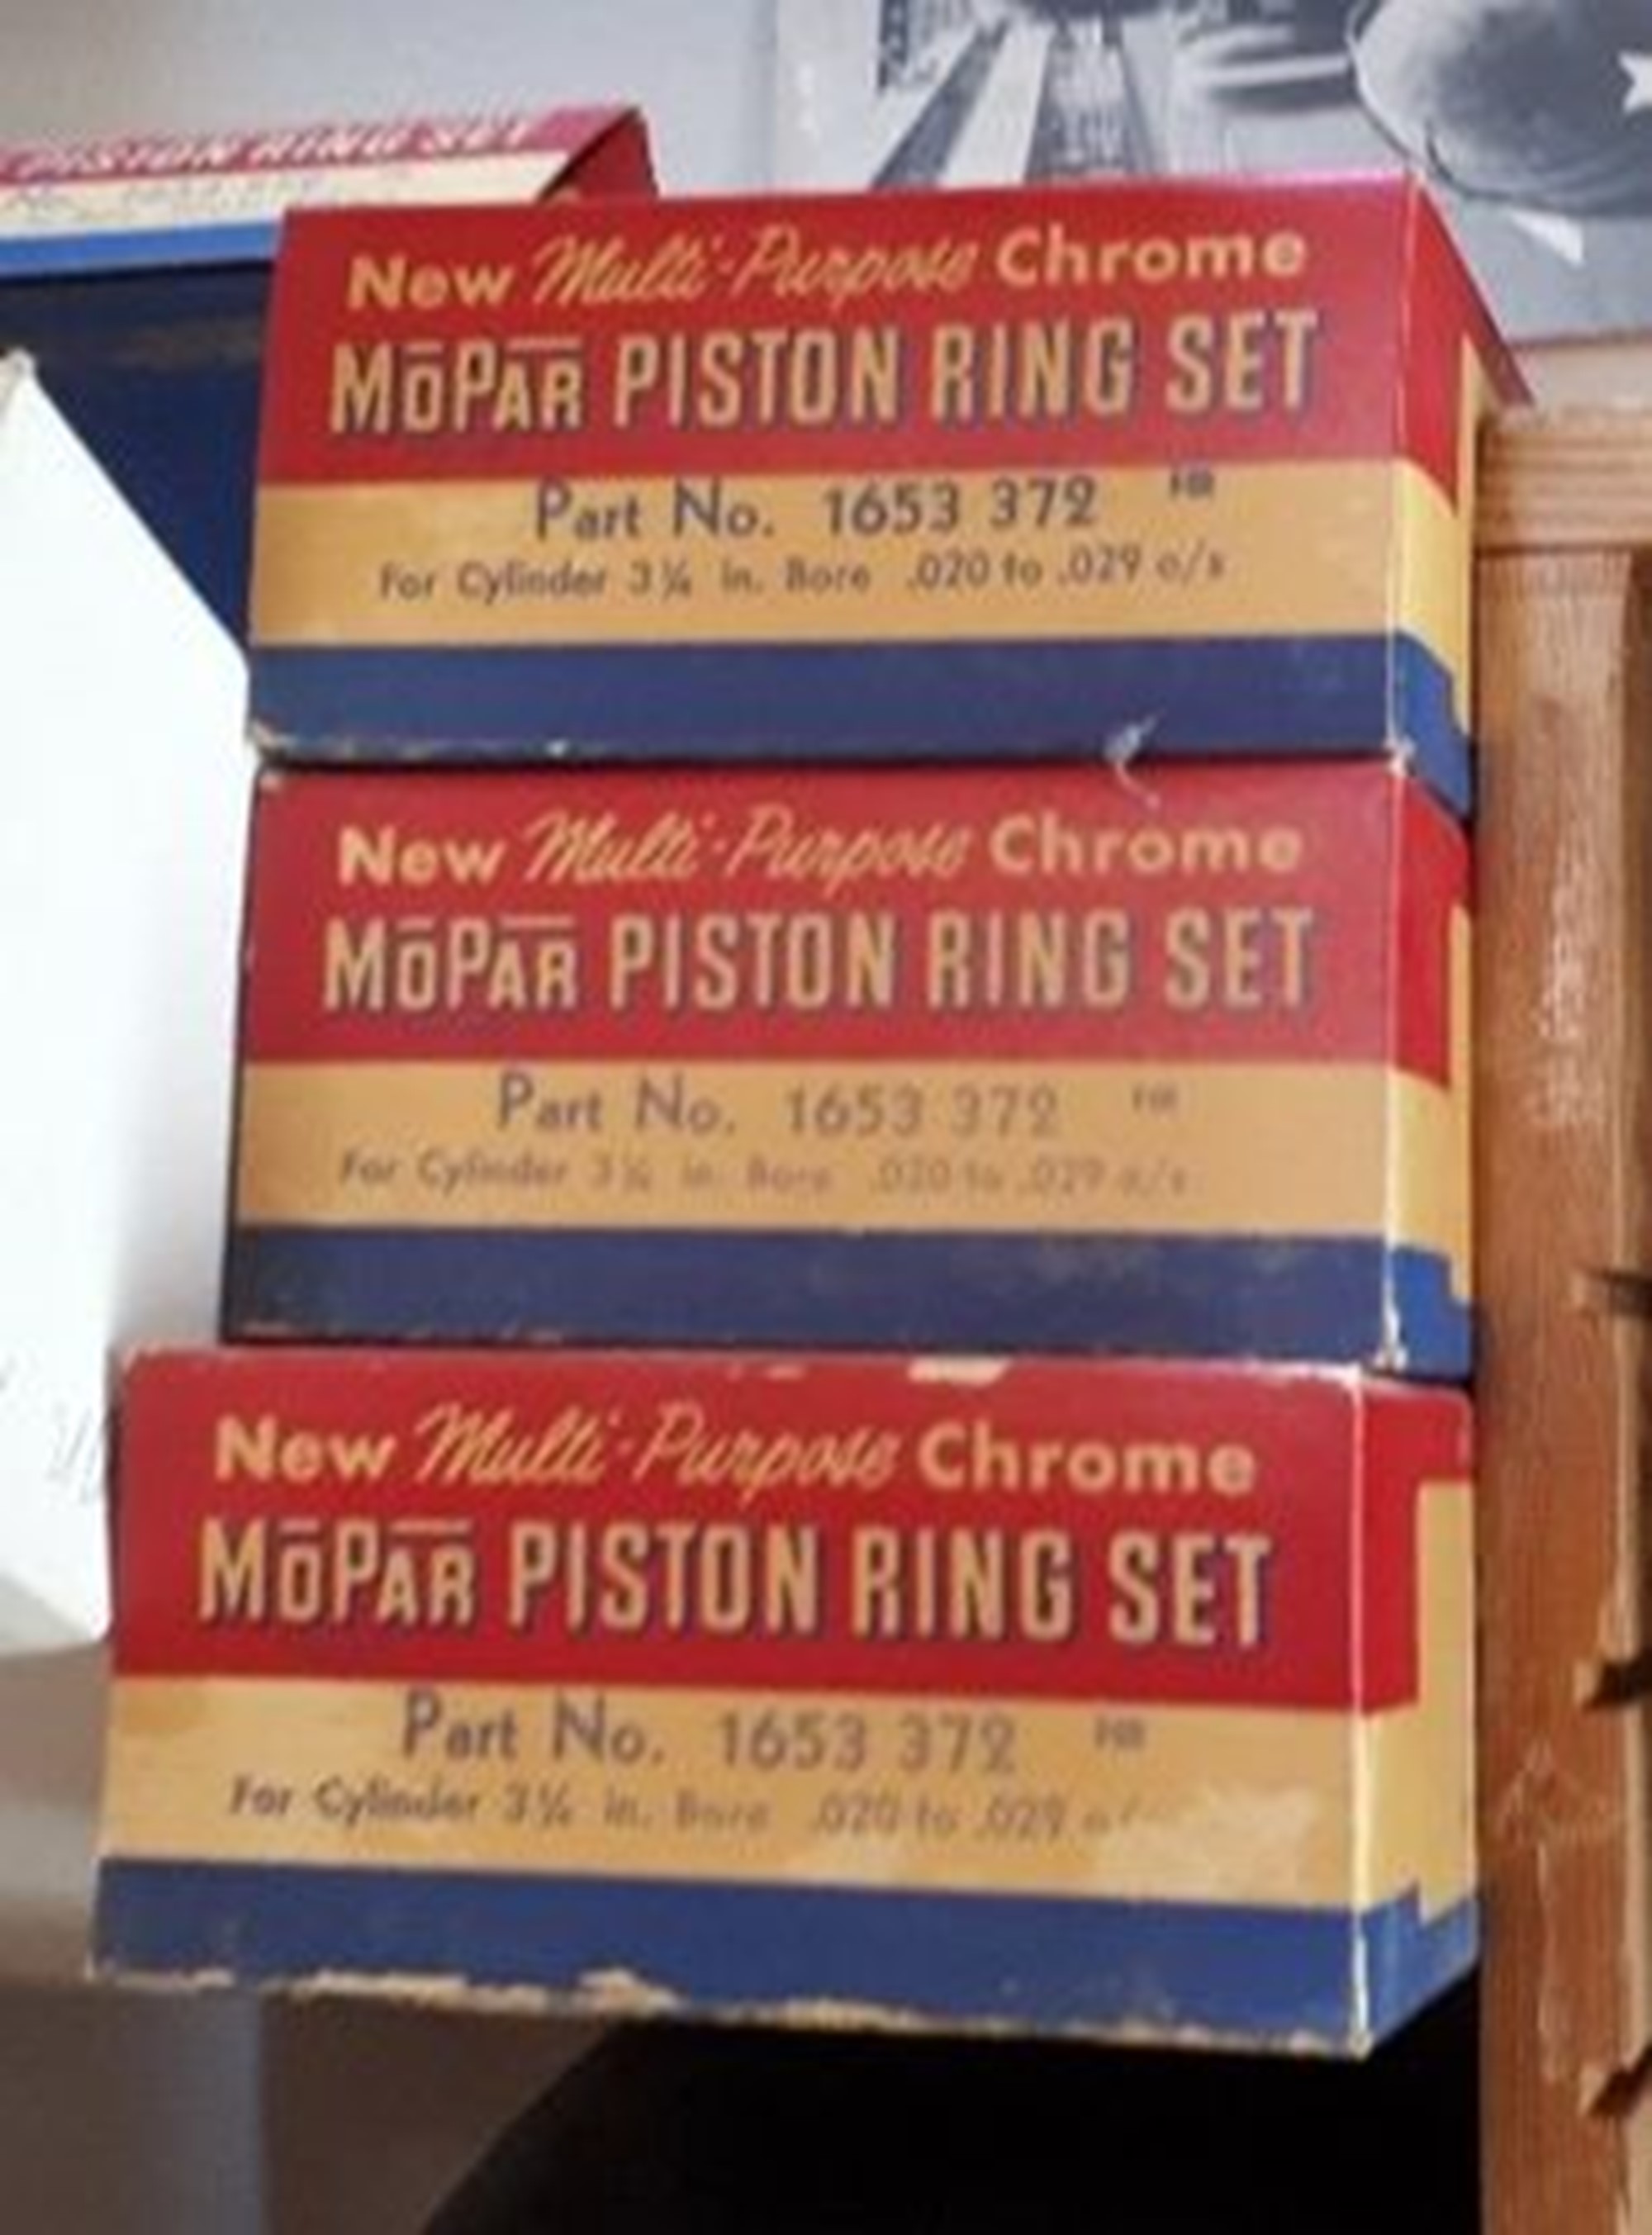 PISTON RING SET
New Multi-Purpose Chrome
MOPAR PISTON RING SET
Part No. 1653 372
For Cylinder 3¼ in. Bore .020 to .029 o/s
New Multi-Purpose Chrome
MOPAR PISTON RING SET
Part No. 1653 372
For Cylinder 3¼ in. Bore .020 to .029 o/s
New Multi-Purpose Chrome
MOPAR PISTON RING SET
Part No. 1653 372
For Cylinder 3¼ in. Bore .020 to .029 o/